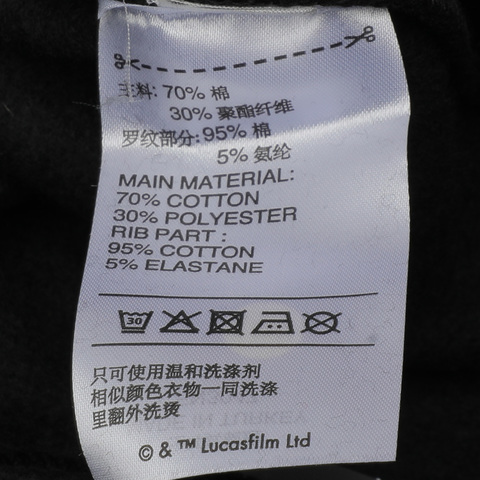 主料: 70% 棉
30% 聚酯纤维
罗纹部分: 95% 棉
5% 氨纶
MAIN MATERIAL:
70% COTTON
30% POLYESTER
RIB PART :
95% COTTON
5% ELASTANE
30
只可使用温和洗涤剂
相似颜色衣物一同洗涤
里翻外洗烫
© & ™ Lucasfilm Ltd